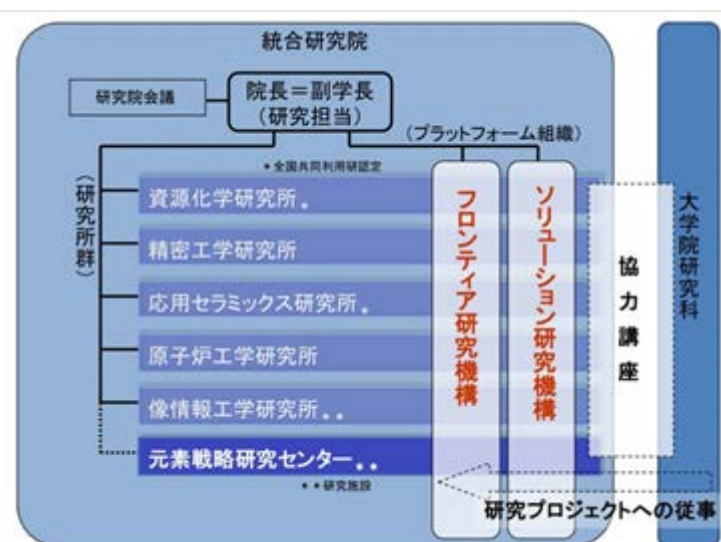 統合研究院
研究院会議
院長=副学長
(研究担当)
(プラットフォーム組織)
*全国共同利用研認定
(研究所群)
資源化学研究所*
精密工学研究所
応用セラミックス研究所*
原子炉工学研究所
像情報工学研究所**
元素戦略研究センター**
**研究施設
フロンティア研究機構
ソリューション研究機構
協力講座
大学院研究科
研究プロジェクトへの従事